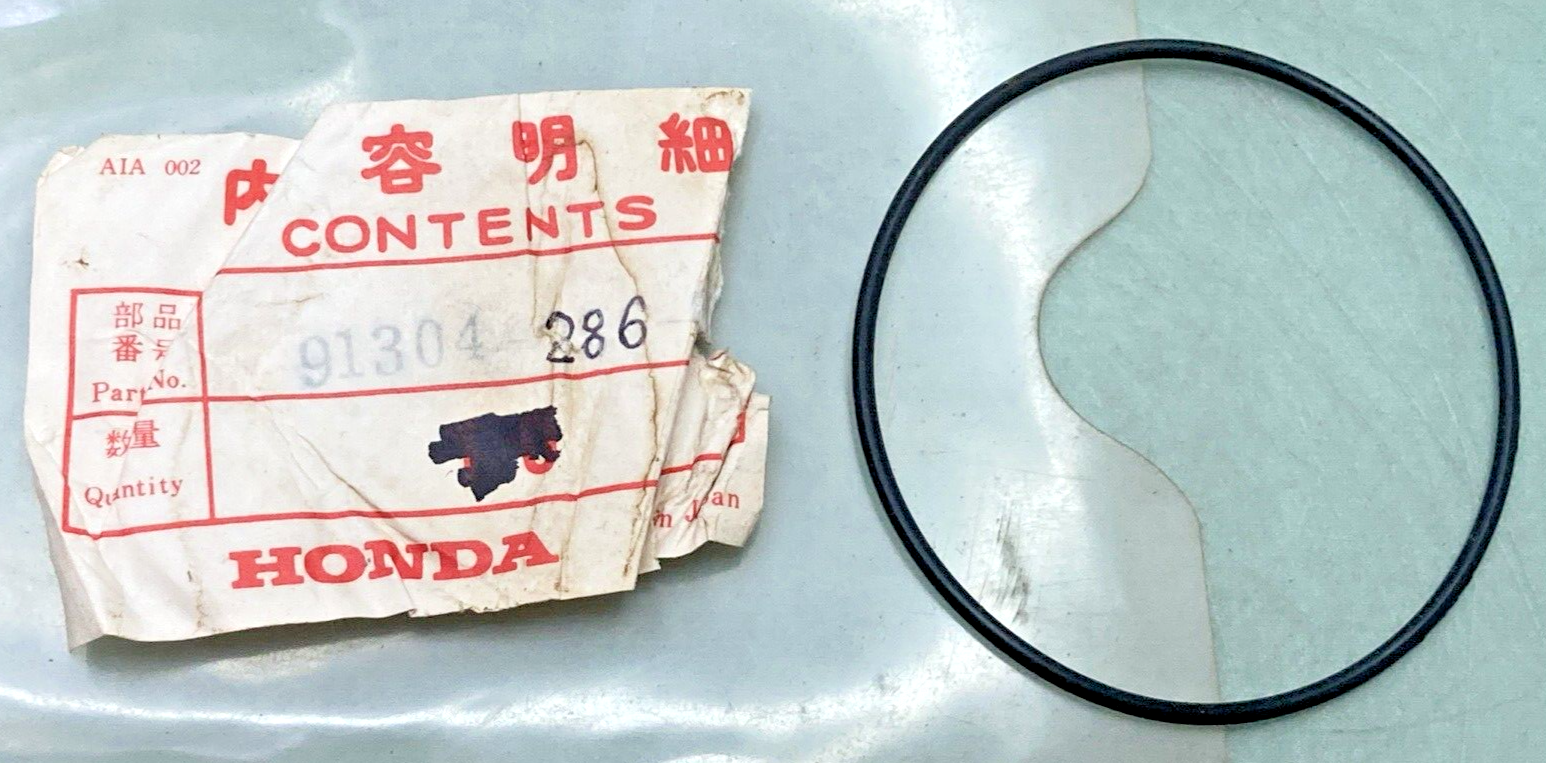 AIA 002
内容明細
CONTENTS
部品
番号
Part No.
91304-286
数量
Quantity
HONDA